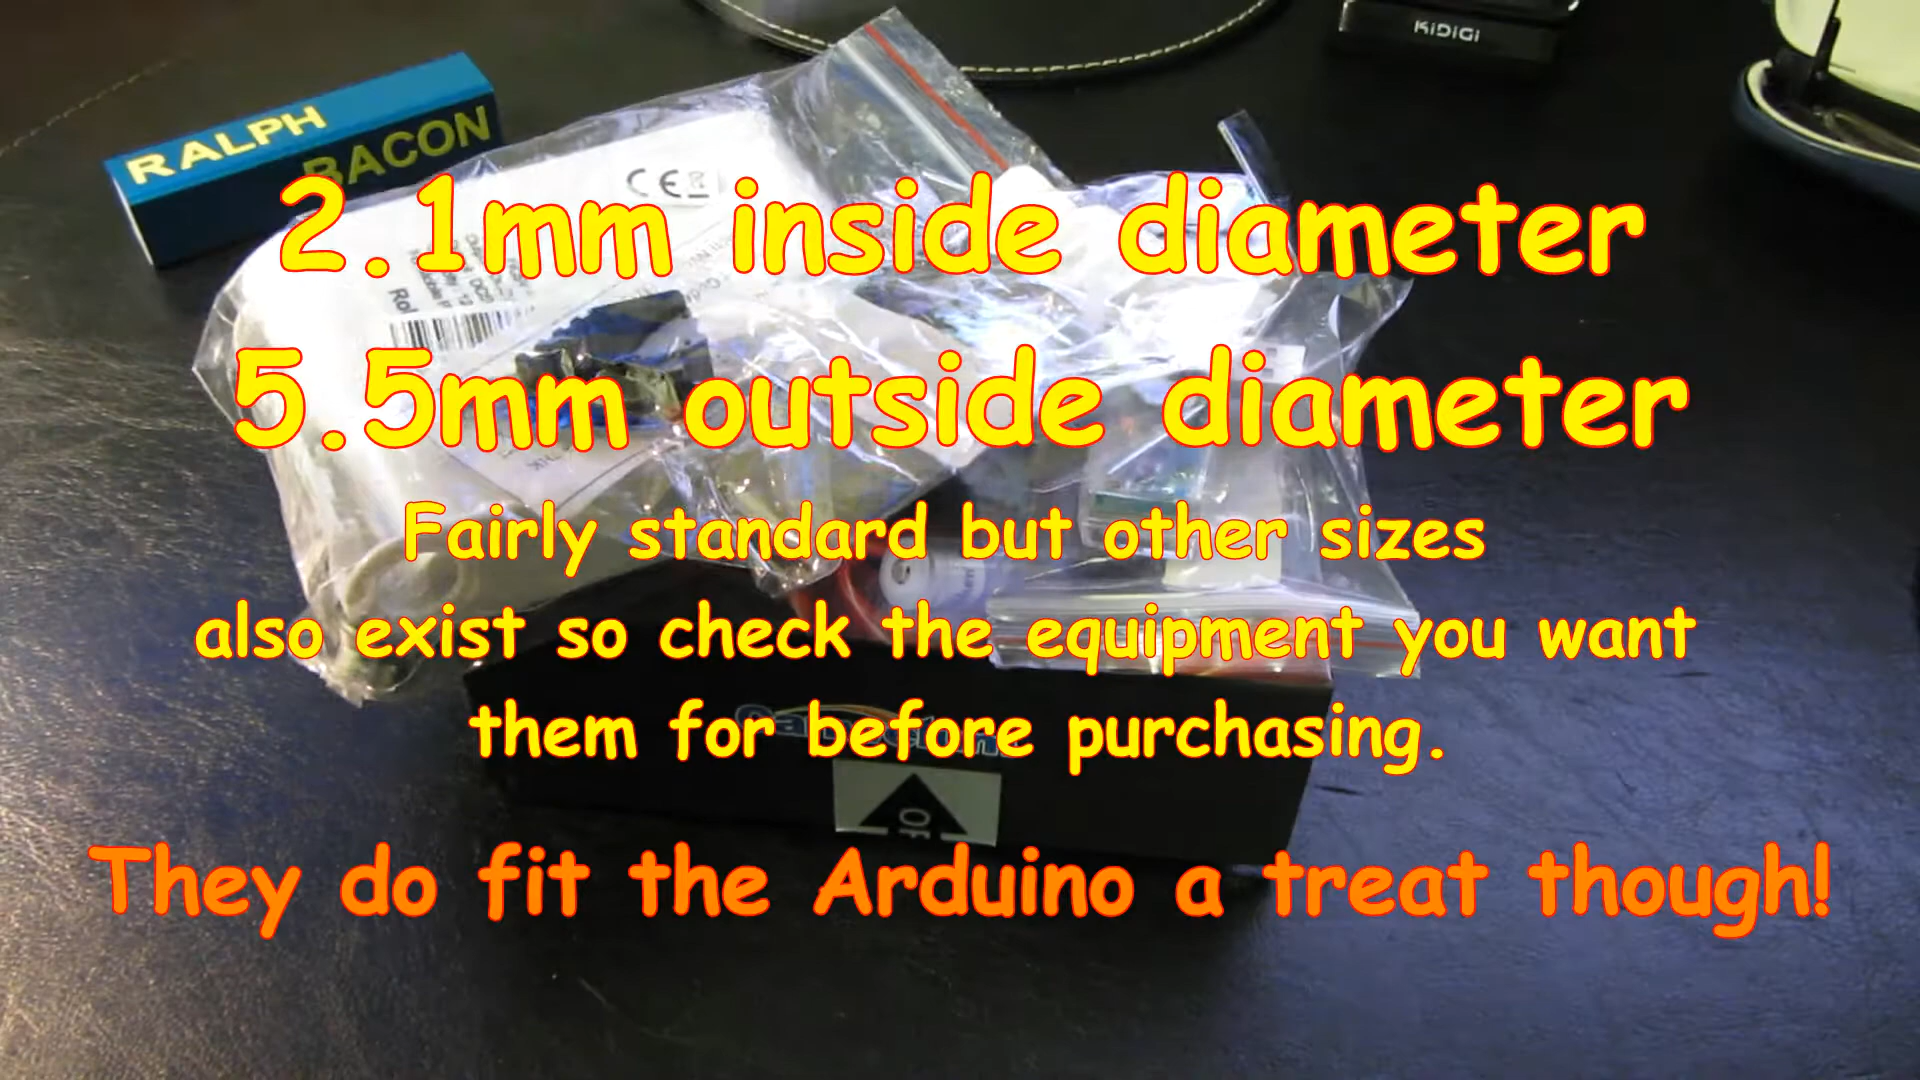 KiDiGi
RALPH
BACON
CE
2.1mm inside diameter
5.5mm outside diameter
Fairly standard but other sizes
also exist so check the equipment you want
them for before purchasing.
They do fit the Arduino a treat though!